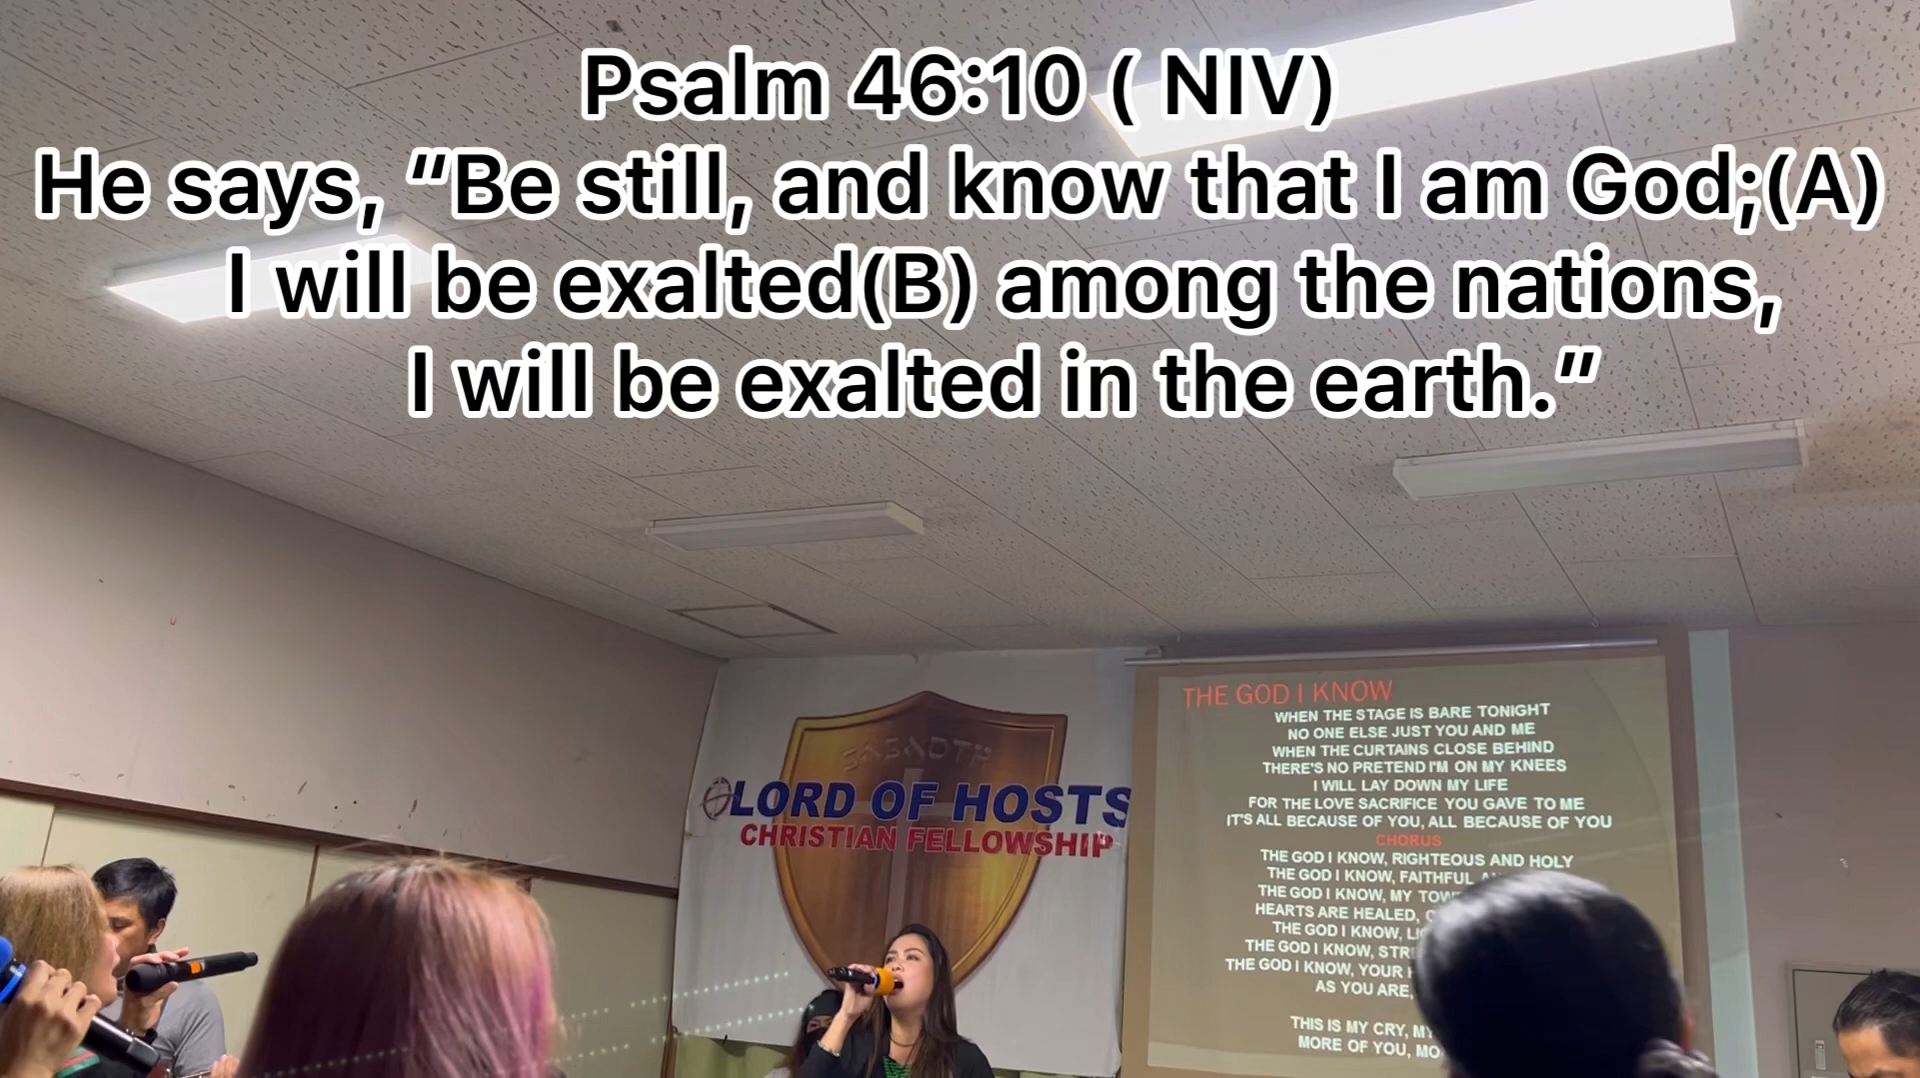 Psalm 46:10 ( NIV)
He says, “Be still, and know that I am God;(A)
I will be exalted(B) among the nations,
I will be exalted in the earth.”
SABAOTH
LORD OF HOSTS
CHRISTIAN FELLOWSHIP
THE GOD I KNOW
WHEN THE STAGE IS BARE TONIGHT
NO ONE ELSE JUST YOU AND ME
WHEN THE CURTAINS CLOSE BEHIND
THERE'S NO PRETEND I'M ON MY KNEES
I WILL LAY DOWN MY LIFE
FOR THE LOVE SACRIFICE YOU GAVE TO ME
IT'S ALL BECAUSE OF YOU, ALL BECAUSE OF YOU
CHORUS
THE GOD I KNOW, RIGHTEOUS AND HOLY
THE GOD I KNOW, FAITHFUL
THE GOD I KNOW, MY
HEARTS ARE HEALED,
THE GOD I KNOW,
THE GOD I KNOW,
THE GOD I KNOW, YOUR
AS YOU ARE,
THIS IS MY CRY,
MORE OF YOU,